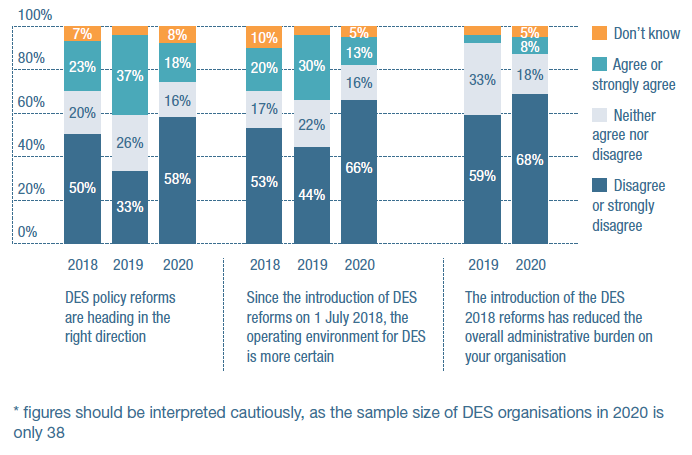 100%
80%
60%
40%
20%
0%
7%
23%
20%
50%
37%
26%
33%
8%
18%
16%
58%
10%
20%
17%
53%
30%
22%
44%
5%
13%
16%
66%
33%
59%
5%
8%
18%
68%
Don't know
Agree or
strongly agree
Neither
agree nor
disagree
Disagree
or strongly
disagree
2018 2019 2020
2018 2019 2020
2019 2020
DES policy reforms
are heading in the
right direction
Since the introduction of DES
reforms on 1 July 2018, the
operating environment for DES
is more certain
The introduction of the DES
2018 reforms has reduced the
overall administrative burden on
your organisation
* figures should be interpreted cautiously, as the sample size of DES organisations in 2020 is
only 38